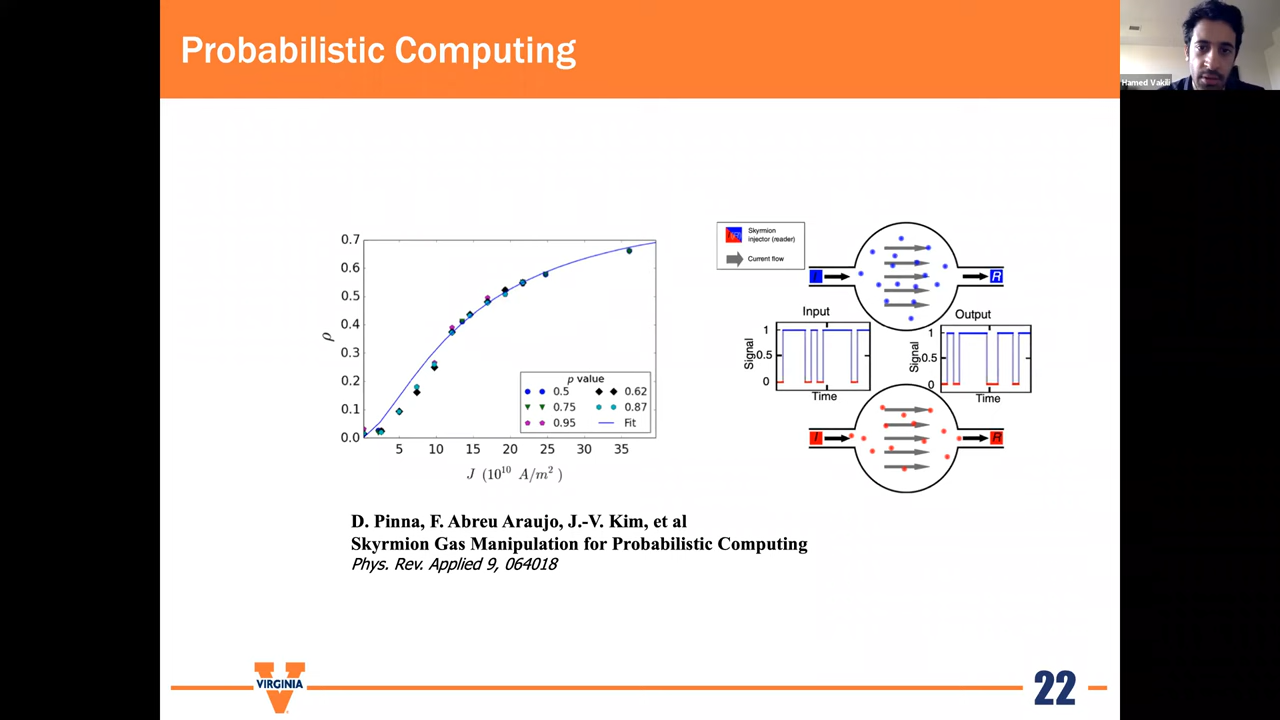 Probabilistic Computing
Hamed Vakili
0.7
0.6
0.5
0.4
0.3
0.2
0.1
0.0
ρ
5 10 15 20 25 30 35
J (10¹⁰ A/m²)
p value
0.5 0.62
0.75 0.87
0.95 Fit
Skyrmion
injector (reader)
Current flow
I R
Input
Signal
1
0.5
0
Time
Output
Signal
1
0.5
0
Time
I R
D. Pinna, F. Abreu Araujo, J.-V. Kim, et al
Skyrmion Gas Manipulation for Probabilistic Computing
Phys. Rev. Applied 9, 064018
VIRGINIA
22